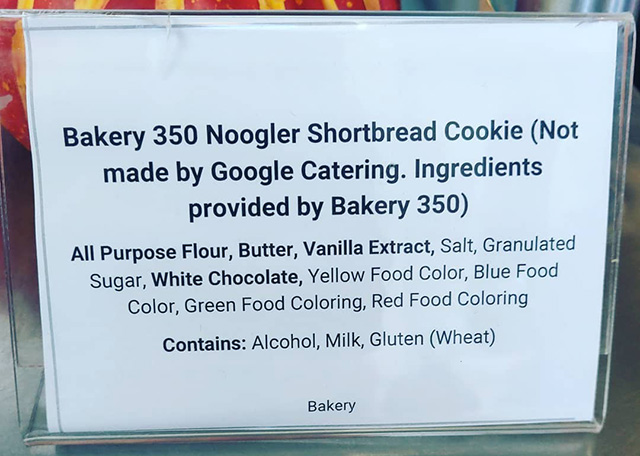 Bakery 350 Noogler Shortbread Cookie (Not
made by Google Catering. Ingredients
provided by Bakery 350)
All Purpose Flour, Butter, Vanilla Extract, Salt, Granulated
Sugar, White Chocolate, Yellow Food Color, Blue Food
Color, Green Food Coloring, Red Food Coloring
Contains: Alcohol, Milk, Gluten (Wheat)
Bakery